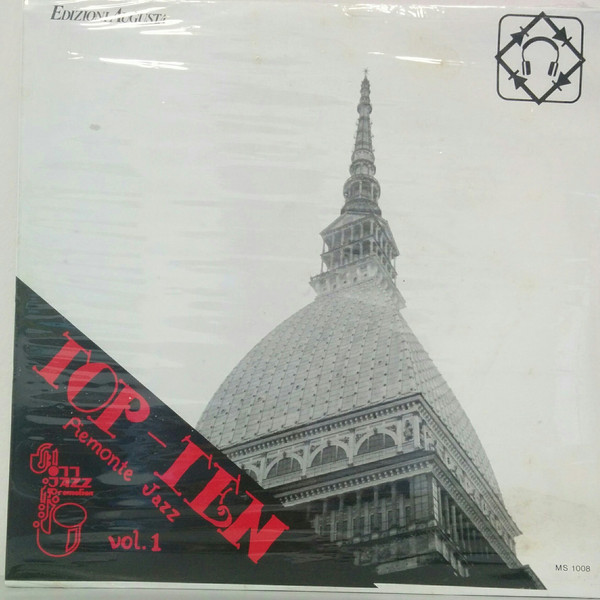 EDIZIONI AUGUSTA
TOP-TEN
Piemonte Jazz
vol.1
JAZZ
MS 1008